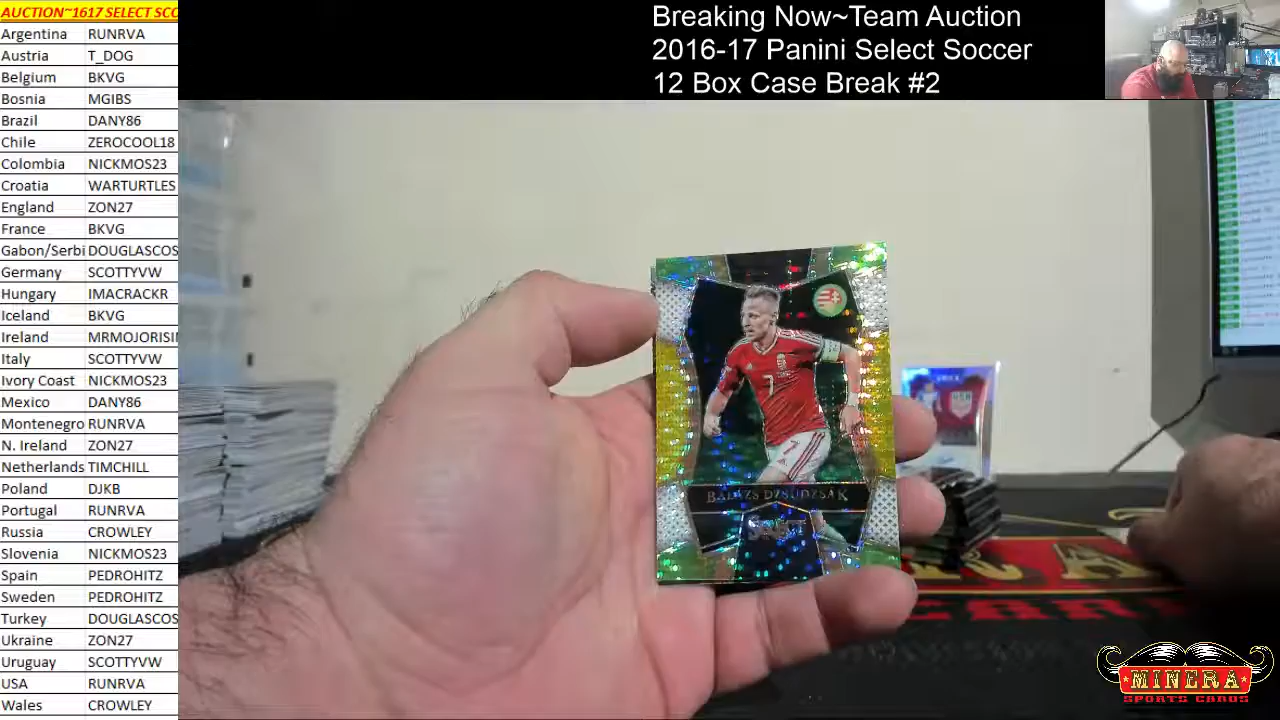 AUCTION~1617 SELECT SCO
Argentina RUNRVA
Austria T_DOG
Belgium BKVG
Bosnia MGIBS
Brazil DANY86
Chile ZEROCOOL18
Colombia NICKMOS23
Croatia WARTURTLES
England ZON27
France BKVG
Gabon/Serbi DOUGLASCOS
Germany SCOTTYVW
Hungary IMACRACKR
Iceland BKVG
Ireland MRMOJORISI
Italy SCOTTYVW
Ivory Coast NICKMOS23
Mexico DANY86
Montenegro RUNRVA
N. Ireland ZON27
Netherlands TIMCHILL
Poland DJKB
Portugal RUNRVA
Russia CROWLEY
Slovenia NICKMOS23
Spain PEDROHITZ
Sweden PEDROHITZ
Turkey DOUGLASCOS
Ukraine ZON27
Uruguay SCOTTYVW
USA RUNRVA
Wales CROWLEY
Breaking Now~Team Auction
2016-17 Panini Select Soccer
12 Box Case Break #2
7
BALAZS DZSUDZSAK
SELECT
MINERA
SPORTS CARDS